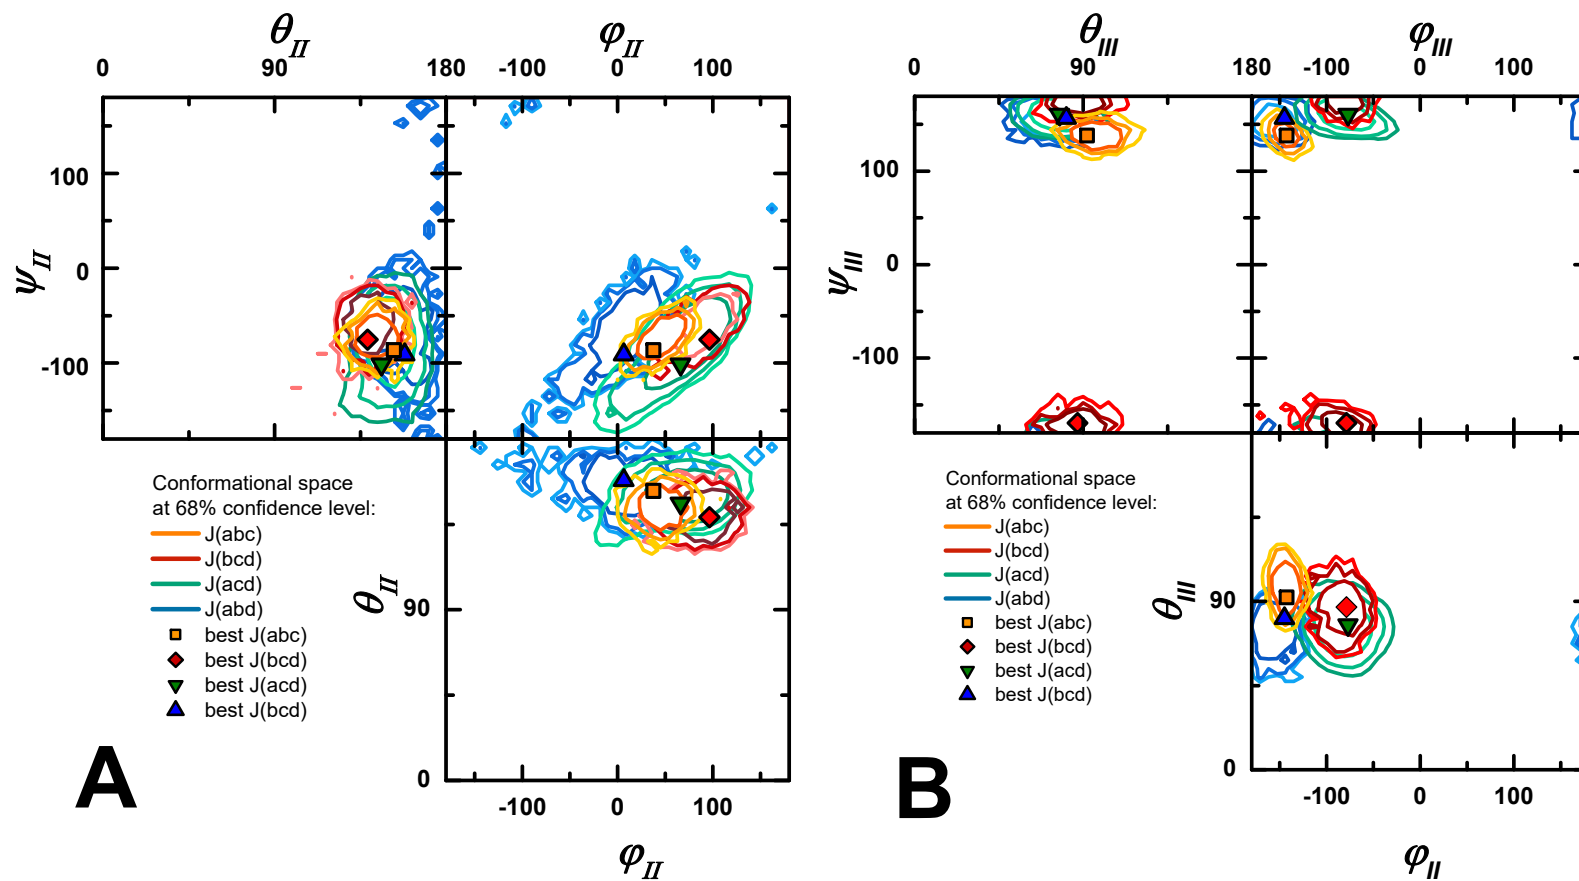 θII φII
0 90 180 -100 0 100
ψII
100
0
-100
Conformational space
at 68% confidence level:
J(abc)
J(bcd)
J(acd)
J(abd)
best J(abc)
best J(bcd)
best J(acd)
best J(bcd)
θII
90
0
-100 0 100
φII
A
θIII φIII
0 90 180 -100 0 100
ψIII
100
0
-100
Conformational space
at 68% confidence level:
J(abc)
J(bcd)
J(acd)
J(abd)
best J(abc)
best J(bcd)
best J(acd)
best J(bcd)
θIII
90
0
-100 0 100
φII
B